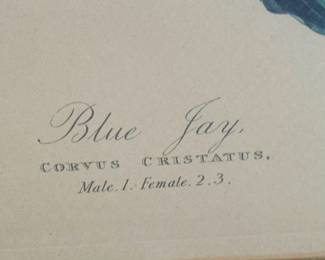 Blue Jay,
CORVUS CRISTATUS,
Male. 1. Female. 2. 3.